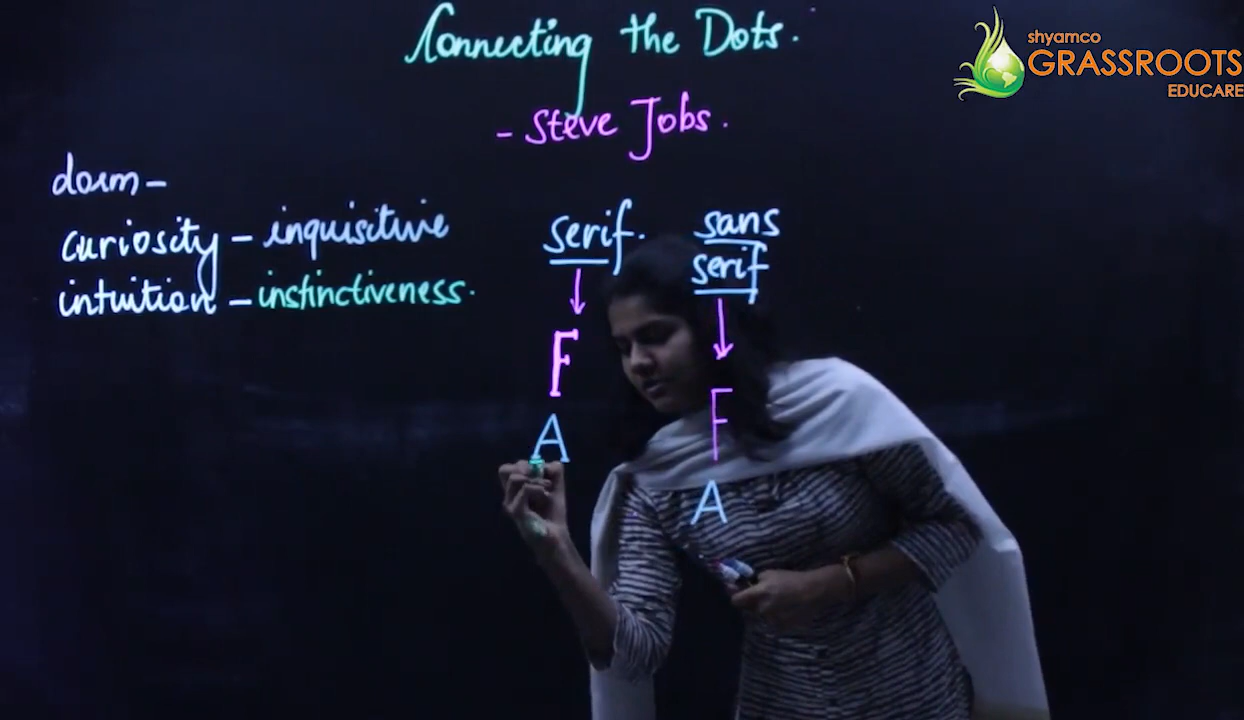 Connecting the Dots.
- Steve Jobs.
shyamco
GRASSROOTS
EDUCARE
dorm -
curiosity - inquisitive
intuition - instinctiveness.
serif. sans
serif
F F
A A